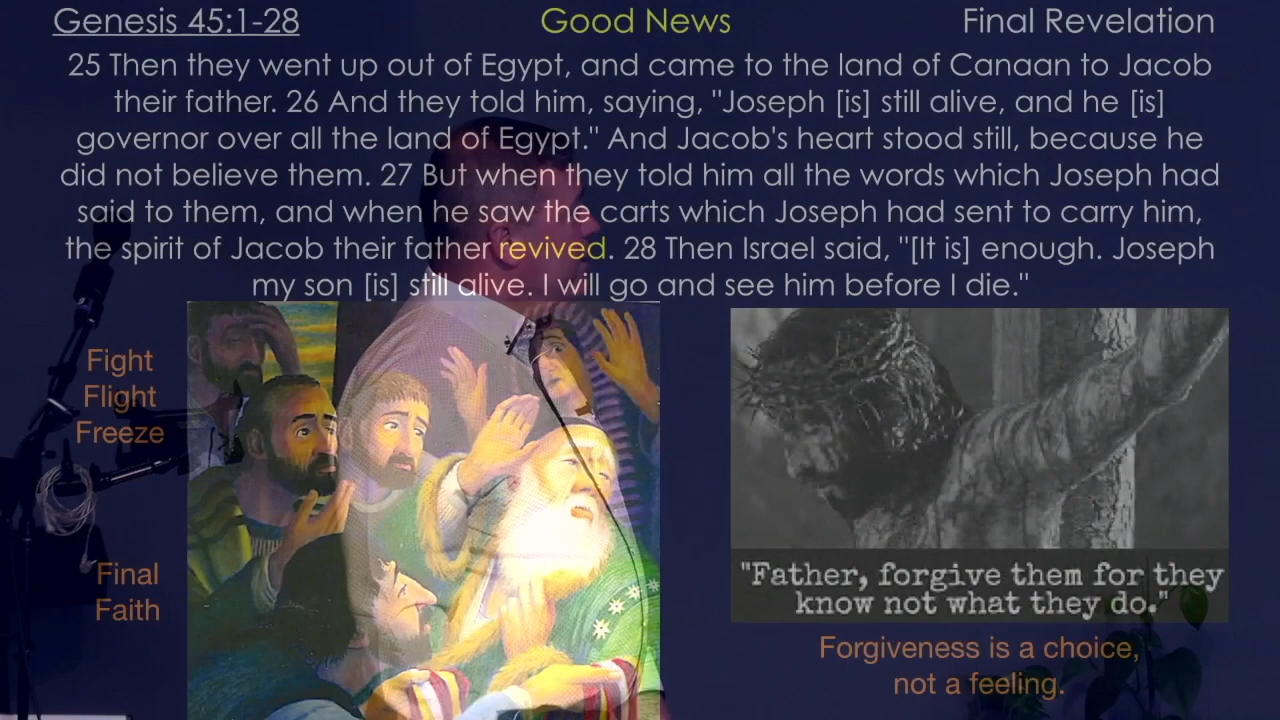 Genesis 45:1-28
Good News
Final Revelation
25 Then they went up out of Egypt, and came to the land of Canaan to Jacob
their father. 26 And they told him, saying, "Joseph [is] still alive, and he [is]
governor over all the land of Egypt." And Jacob's heart stood still, because he
did not believe them. 27 But when they told him all the words which Joseph had
said to them, and when he saw the carts which Joseph had sent to carry him,
the spirit of Jacob their father revived. 28 Then Israel said, "[It is] enough. Joseph
my son [is] still alive. I will go and see him before I die."
Fight
Flight
Freeze
Final
Faith
"Father, forgive them for they
know not what they do."
Forgiveness is a choice,
not a feeling.